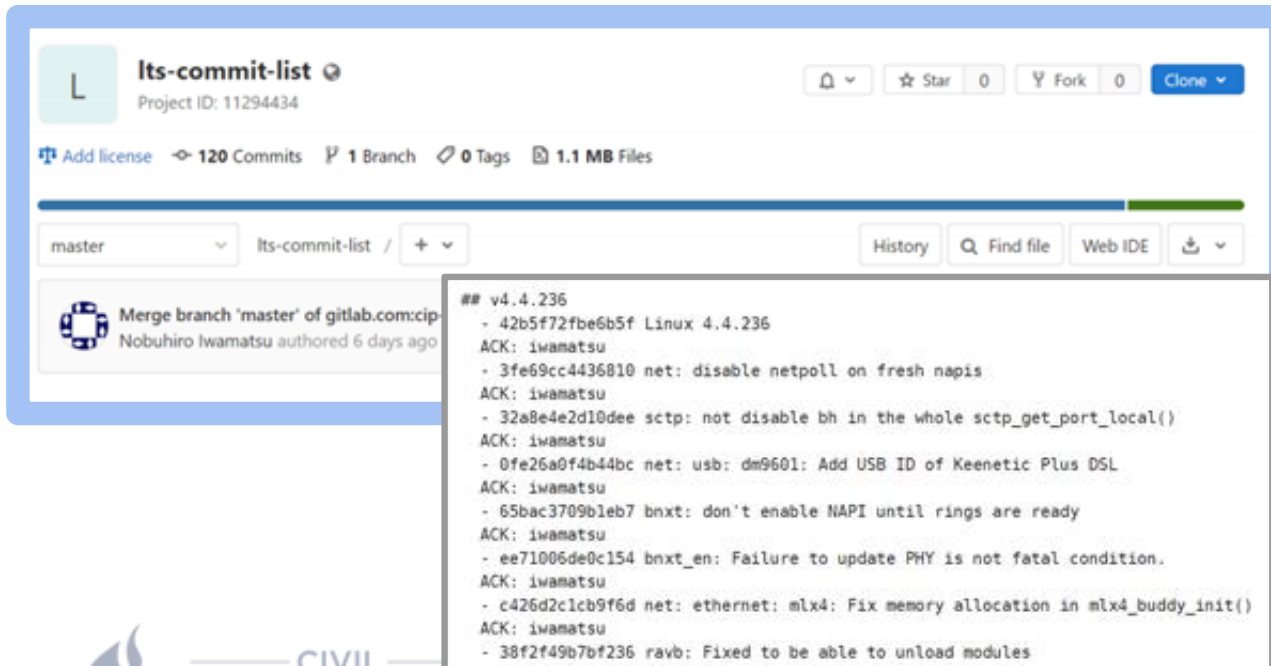 L
lts-commit-list
Project ID: 11294434
Star 0
Fork 0
Clone
Add license 120 Commits 1 Branch 0 Tags 1.1 MB Files
master
lts-commit-list / +
History
Find file
Web IDE
Merge branch 'master' of gitlab.com:cip-
Nobuhiro Iwamatsu authored 6 days ago
## v4.4.236
- 42b5f72fbe6b5f Linux 4.4.236
ACK: iwamatsu
- 3fe69cc4436810 net: disable netpoll on fresh napis
ACK: iwamatsu
- 32a8e4e2d10dee sctp: not disable bh in the whole sctp_get_port_local()
ACK: iwamatsu
- 0fe26a0f4b44bc net: usb: dm9601: Add USB ID of Keenetic Plus DSL
ACK: iwamatsu
- 65bac3709b1eb7 bnxt: don't enable NAPI until rings are ready
ACK: iwamatsu
- ee71006de0c154 bnxt_en: Failure to update PHY is not fatal condition.
ACK: iwamatsu
- c426d2c1cb9f6d net: ethernet: mlx4: Fix memory allocation in mlx4_buddy_init()
ACK: iwamatsu
- 38f2f49b7bf236 ravb: Fixed to be able to unload modules
CIVIL